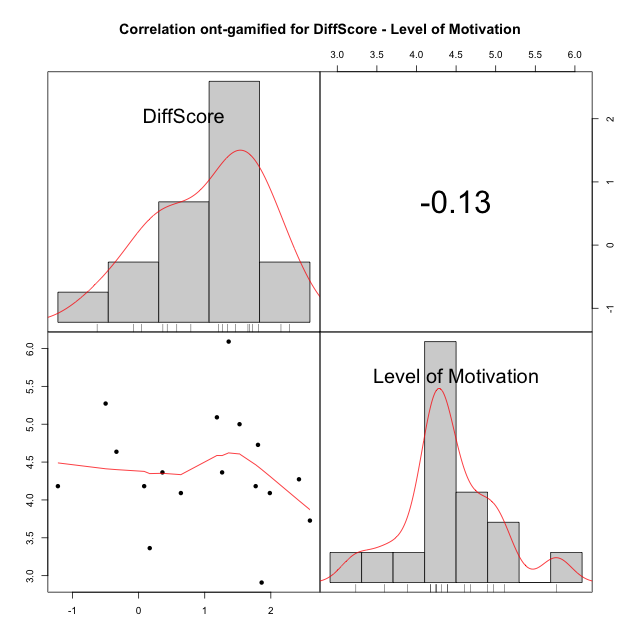 Correlation ont-gamified for DiffScore - Level of Motivation
3.0 3.5 4.0 4.5 5.0 5.5 6.0
DiffScore
2
1
0
-1
-0.13
6.0
5.5
5.0
4.5
4.0
3.5
3.0
Level of Motivation
-1 0 1 2